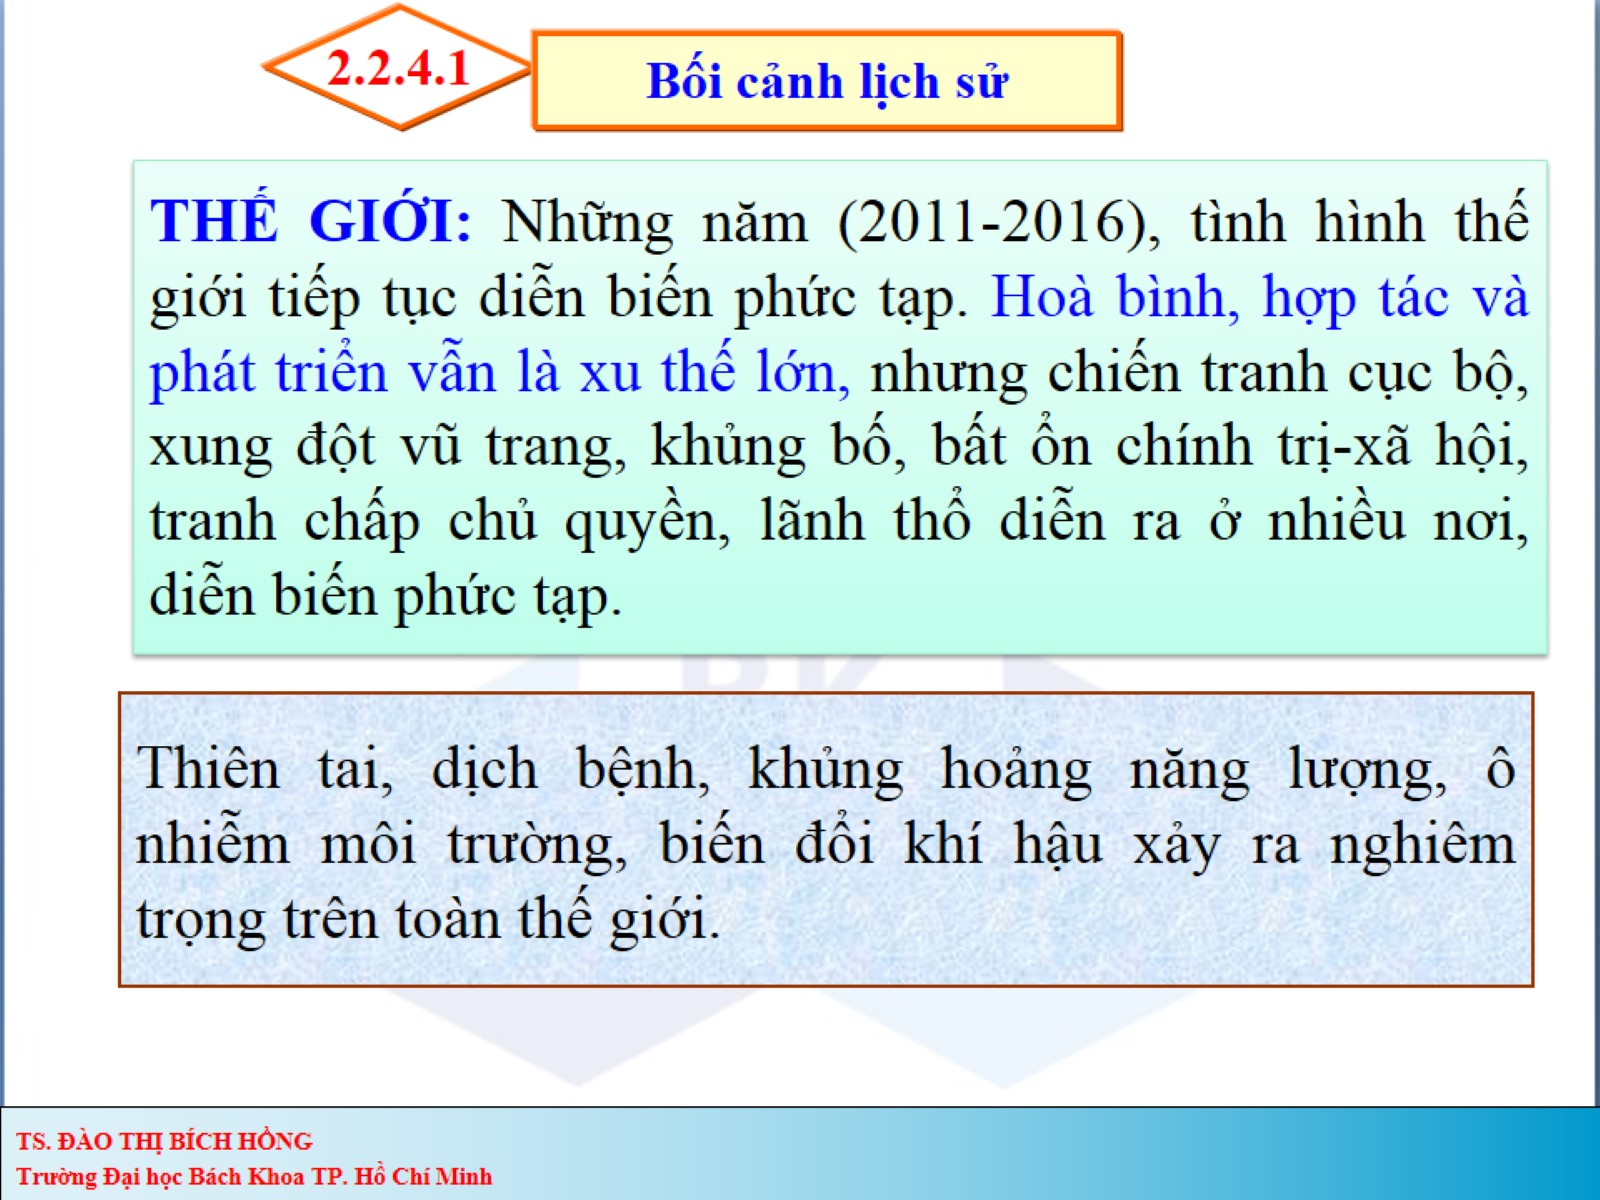 2.2.4.1
Bối cảnh lịch sử
THẾ GIỚI: Những năm (2011-2016), tình hình thế
giới tiếp tục diễn biến phức tạp. Hoà bình, hợp tác và
phát triển vẫn là xu thế lớn, nhưng chiến tranh cục bộ,
xung đột vũ trang, khủng bố, bất ổn chính trị-xã hội,
tranh chấp chủ quyền, lãnh thổ diễn ra ở nhiều nơi,
diễn biến phức tạp.
BK
Thiên tai, dịch bệnh, khủng hoảng năng lượng, ô
nhiễm môi trường, biến đổi khí hậu xảy ra nghiêm
trọng trên toàn thế giới.
TS. ĐÀO THỊ BÍCH HỒNG
Trường Đại học Bách Khoa TP. Hồ Chí Minh